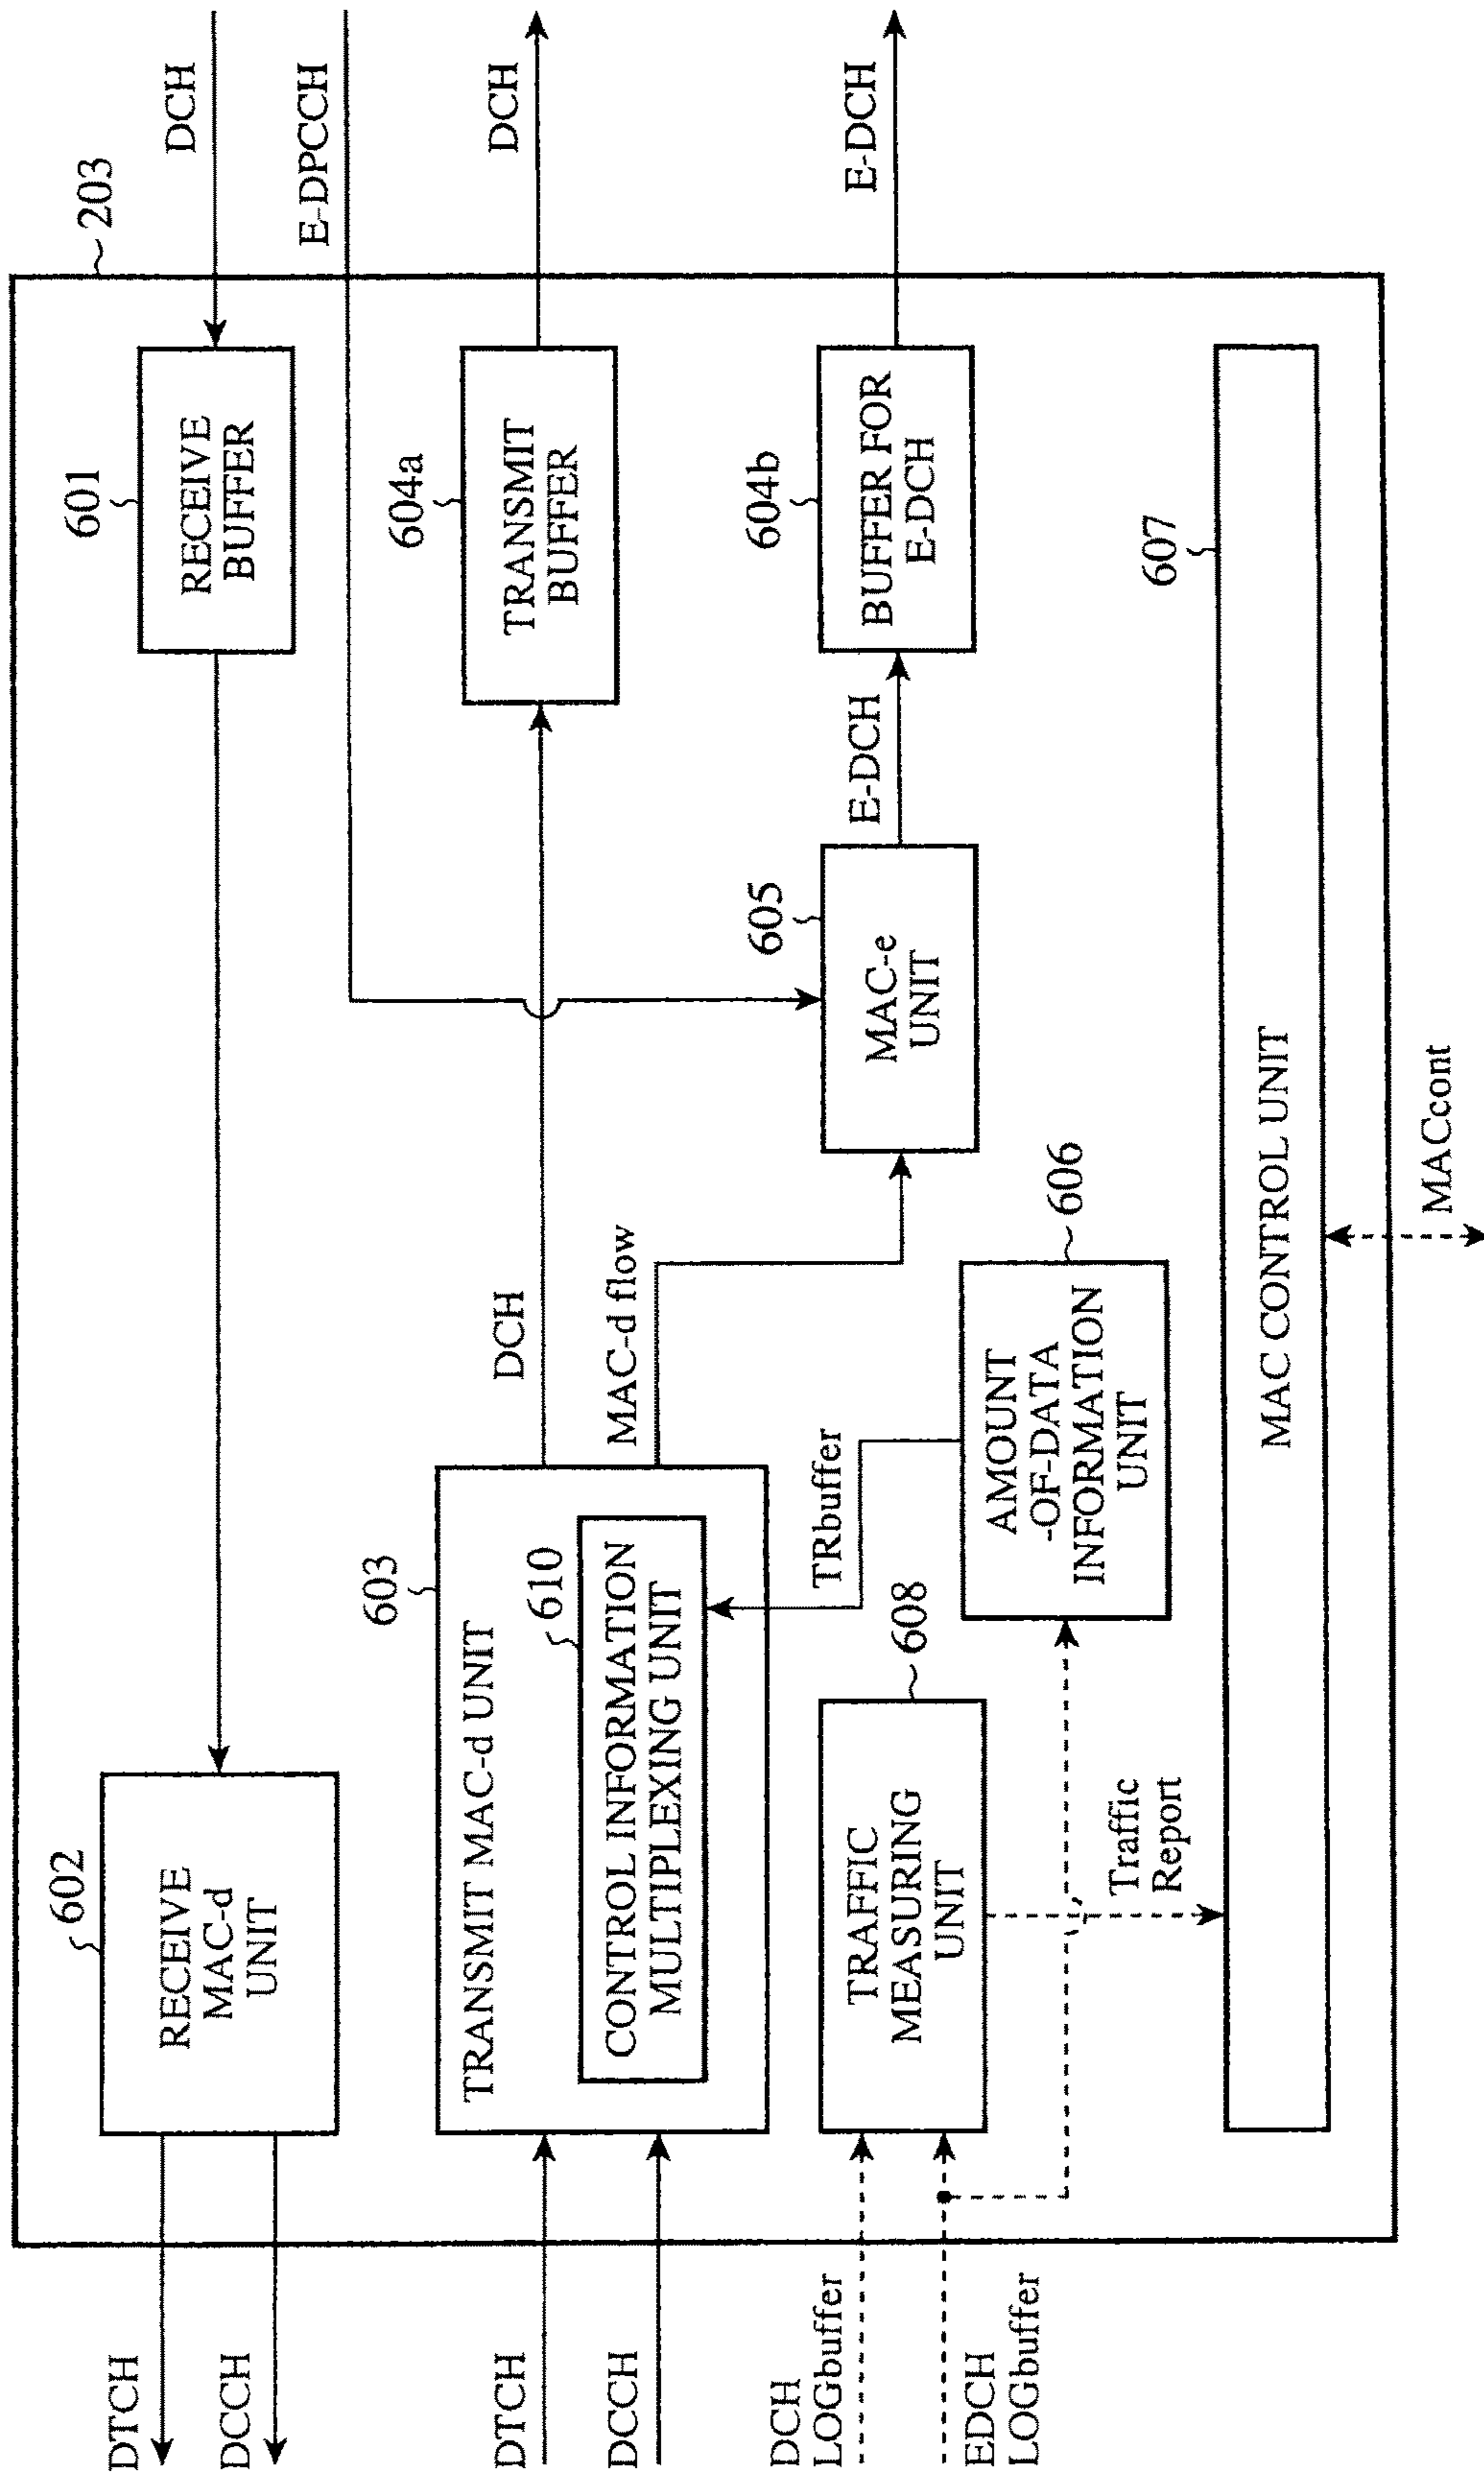 203
DCH
E-DPCCH
DCH
E-DCH
601
RECEIVE
BUFFER
602
RECEIVE
MAC-d
UNIT
DTCH
DCCH
603
TRANSMIT MAC-d UNIT
610
CONTROL INFORMATION
MULTIPLEXING UNIT
DTCH
DCCH
DCH
MAC-d flow
604a
TRANSMIT
BUFFER
605
MAC-e
UNIT
E-DCH
604b
BUFFER FOR
E-DCH
TRbuffer
608
TRAFFIC
MEASURING
UNIT
606
AMOUNT
-OF-DATA
INFORMATION
UNIT
DCH
LOGbuffer
EDCH
LOGbuffer
Traffic
Report
607
MAC CONTROL UNIT
MACcont